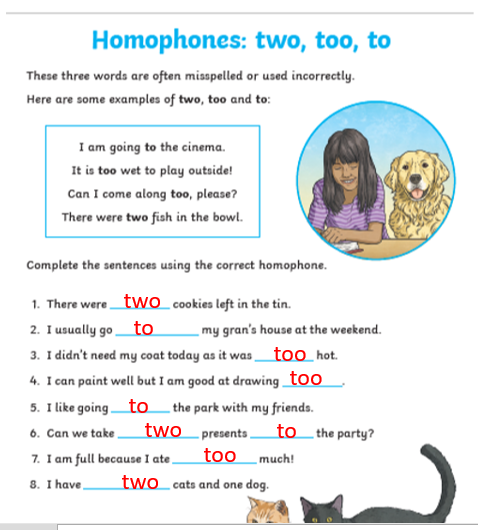 Homophones: two, too, to
These three words are often misspelled or used incorrectly.
Here are some examples of two, too and to:
I am going to the cinema.
It is too wet to play outside!
Can I come along too, please?
There were two fish in the bowl.
Complete the sentences using the correct homophone.
1. There were two cookies left in the tin.
2. I usually go to my gran's house at the weekend.
3. I didn't need my coat today as it was too hot.
4. I can paint well but I am good at drawing too.
5. I like going to the park with my friends.
6. Can we take two presents to the party?
7. I am full because I ate too much!
8. I have two cats and one dog.